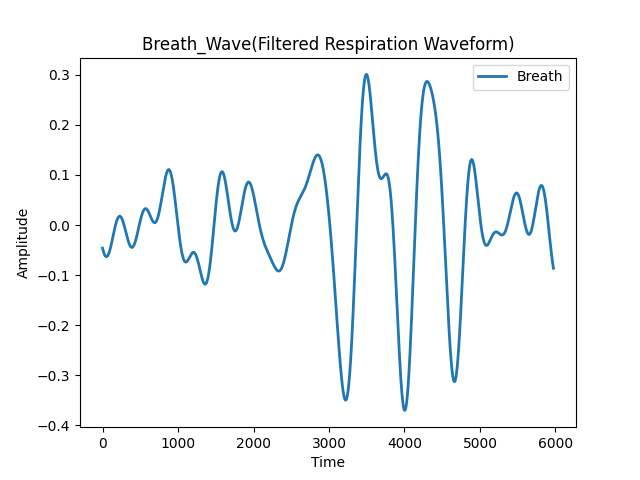 Breath_Wave(Filtered Respiration Waveform)
Breath
0.3
0.2
0.1
0.0
−0.1
−0.2
−0.3
−0.4
Amplitude
0 1000 2000 3000 4000 5000 6000
Time